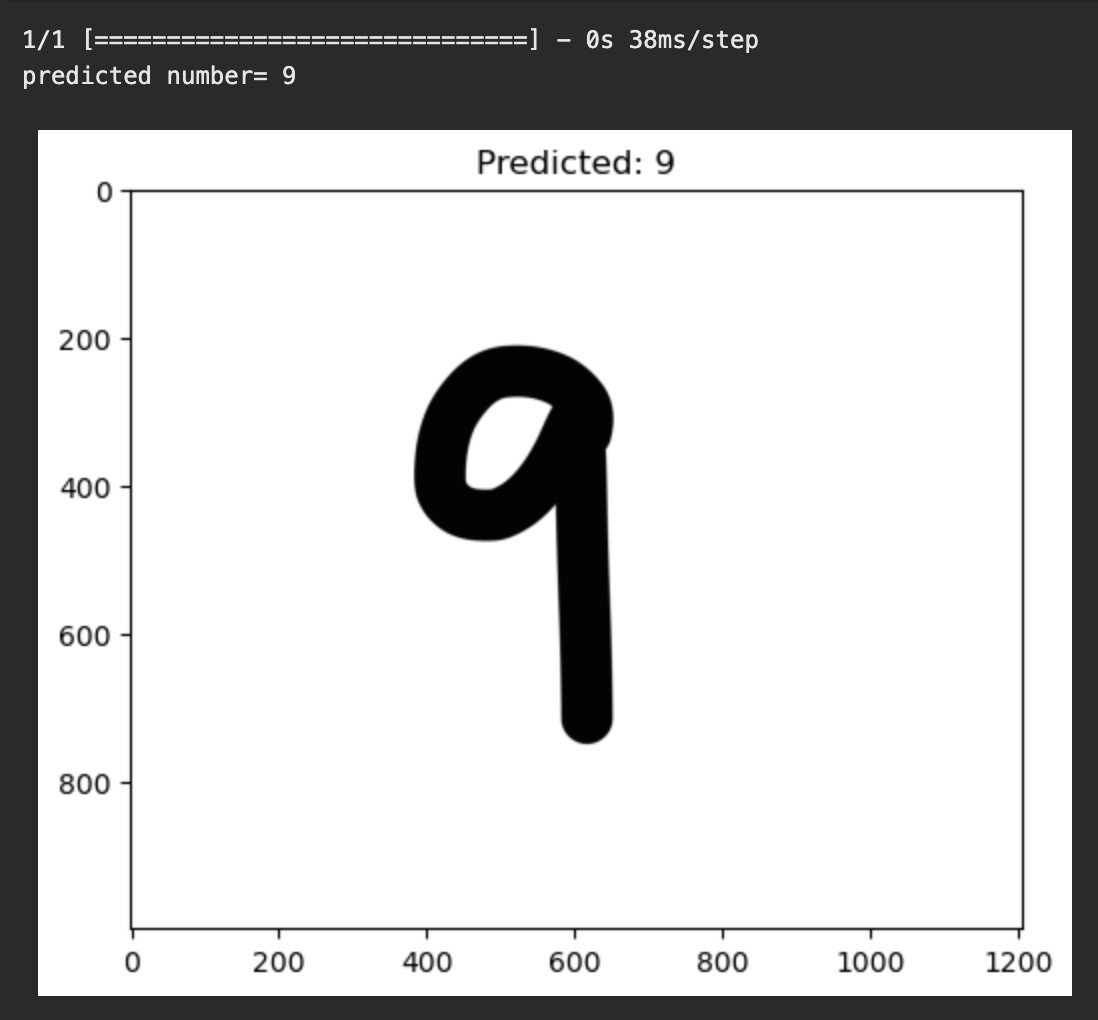 1/1 [==============================] - 0s 38ms/step
predicted number= 9
Predicted: 9
0
200
400
600
800
9
0 200 400 600 800 1000 1200